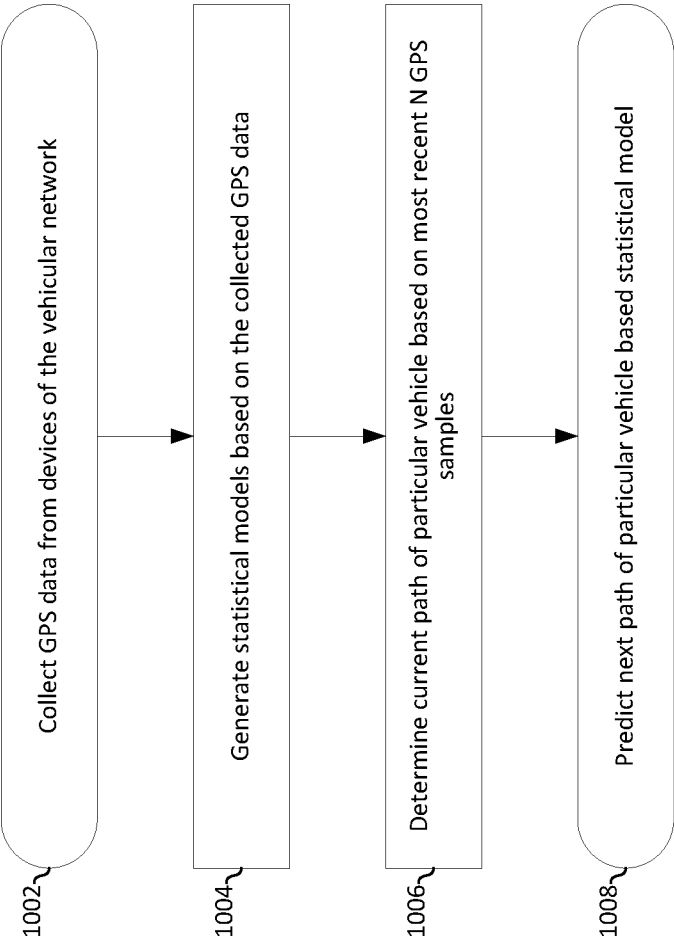 1002
Collect GPS data from devices of the vehicular network
1004
Generate statistical models based on the collected GPS data
1006
Determine current path of particular vehicle based on most recent N GPS
samples
1008
Predict next path of particular vehicle based statistical model